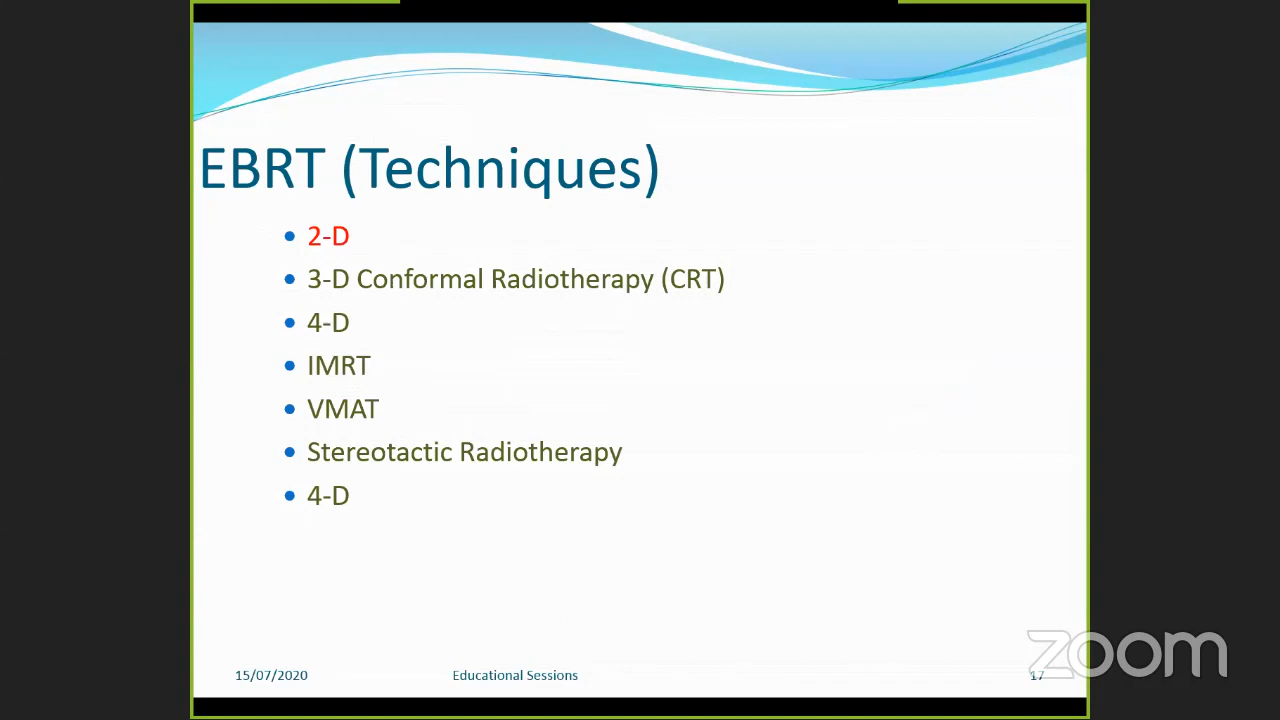 EBRT (Techniques)
• 2-D
• 3-D Conformal Radiotherapy (CRT)
• 4-D
• IMRT
• VMAT
• Stereotactic Radiotherapy
• 4-D
15/07/2020
Educational Sessions
17
zoom